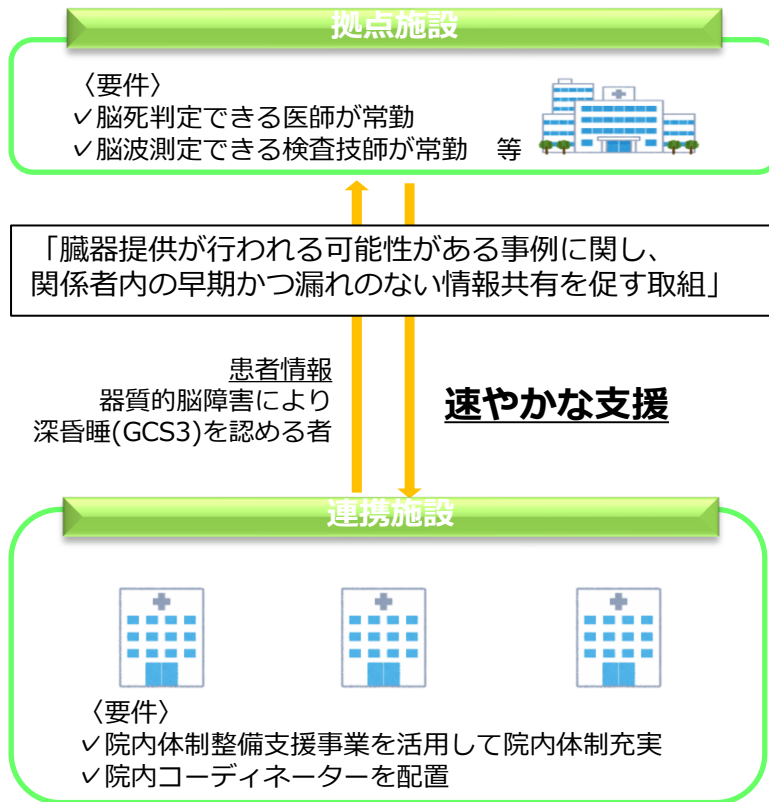 拠点施設
〈要件〉
✓脳死判定できる医師が常勤
✓脳波測定できる検査技師が常勤　等
「臓器提供が行われる可能性がある事例に関し、
関係者内の早期かつ漏れのない情報共有を促す取組」
患者情報
器質的脳障害により
深昏睡(GCS3)を認める者
速やかな支援
連携施設
〈要件〉
✓院内体制整備支援事業を活用して院内体制充実
✓院内コーディネーターを配置